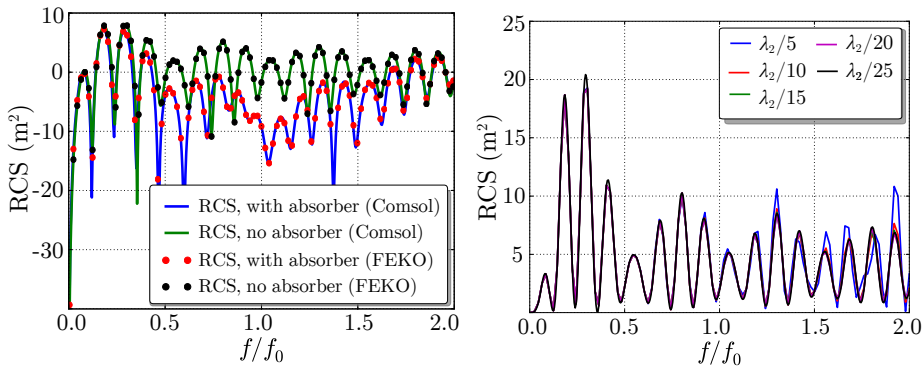 10
0
-10
-20
-30
RCS (m²)
0.0 0.5 1.0 1.5 2.0
f/f₀
RCS, with absorber (Comsol)
RCS, no absorber (Comsol)
RCS, with absorber (FEKO)
RCS, no absorber (FEKO)
25
20
15
10
5
RCS (m²)
0.0 0.5 1.0 1.5 2.0
f/f₀
λ₂/5
λ₂/10
λ₂/15
λ₂/20
λ₂/25